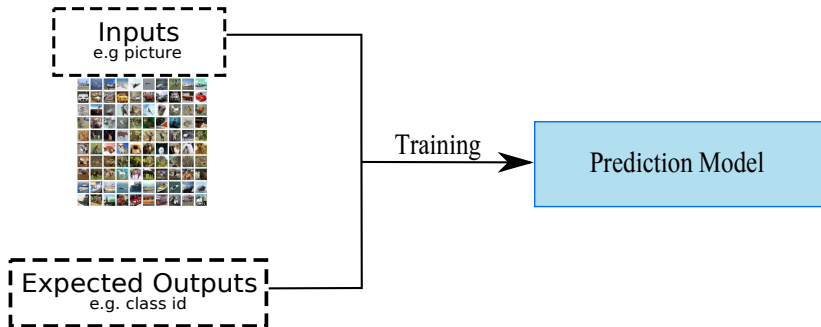 Inputs
e.g picture
Training
Prediction Model
Expected Outputs
e.g. class id